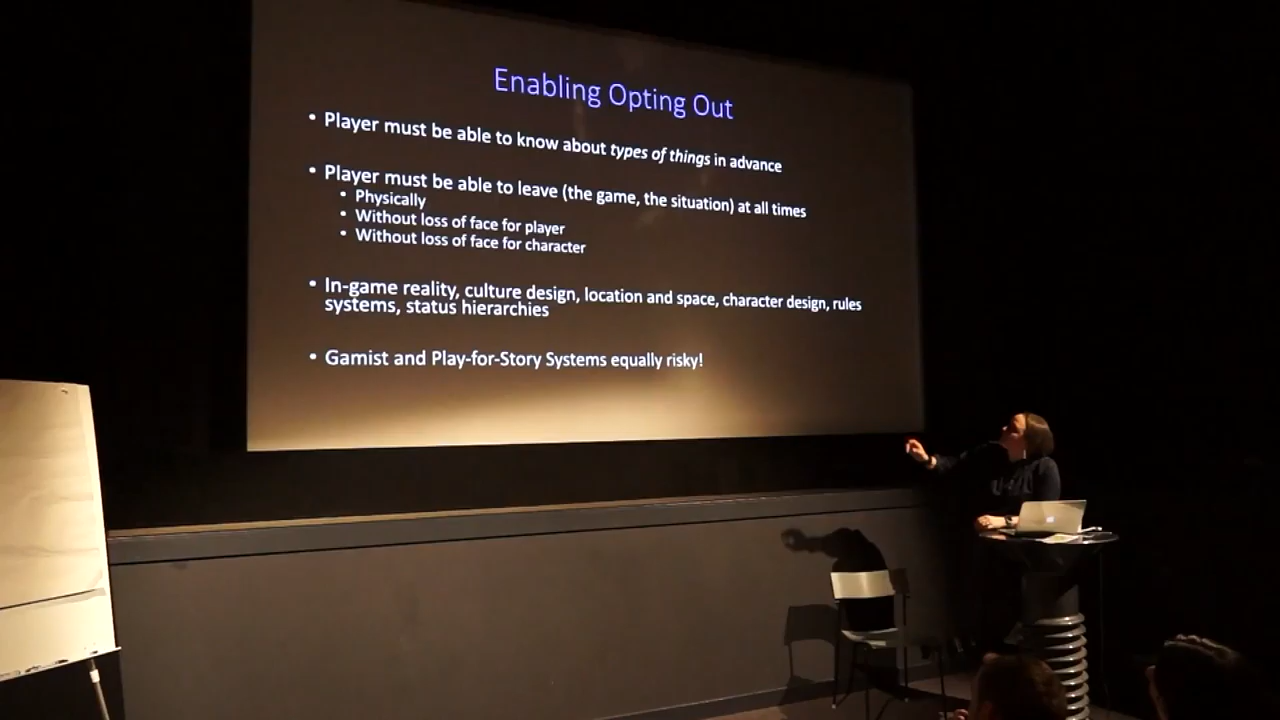 Enabling Opting Out
• Player must be able to know about types of things in advance
• Player must be able to leave (the game, the situation) at all times
• Physically
• Without loss of face for player
• Without loss of face for character
• In-game reality, culture design, location and space, character design, rules
systems, status hierarchies
• Gamist and Play-for-Story Systems equally risky!